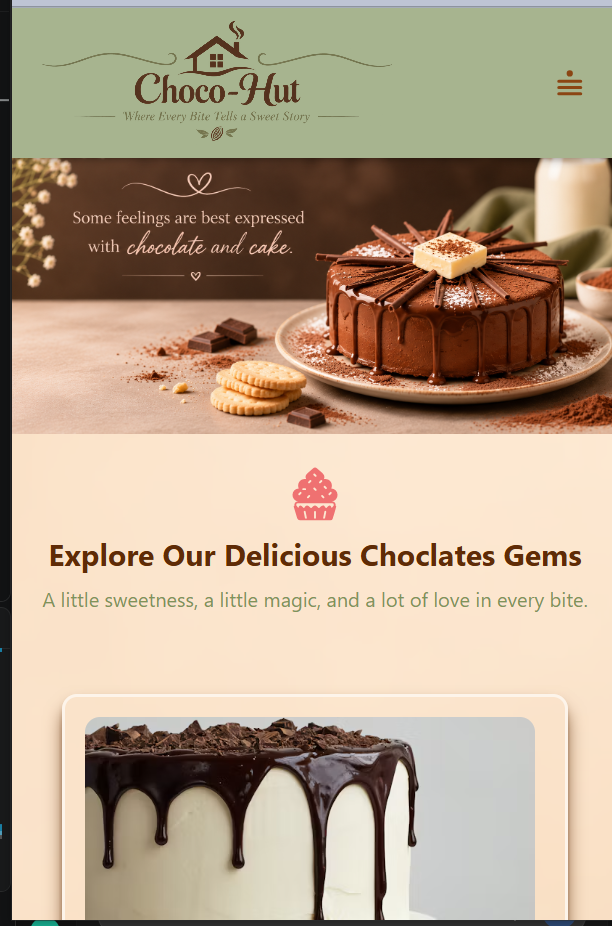 Choco-Hut
Where Every Bite Tells a Sweet Story
Some feelings are best expressed
with chocolate and cake.
Explore Our Delicious Choclates Gems
A little sweetness, a little magic, and a lot of love in every bite.